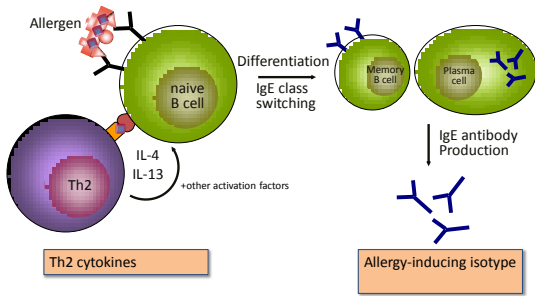 Allergen
naive
B cell
Differentiation
IgE class
switching
Memory
B cell
Plasma
cell
Th2
IL-4
IL-13
+other activation factors
IgE antibody
Production
Th2 cytokines
Allergy-inducing isotype